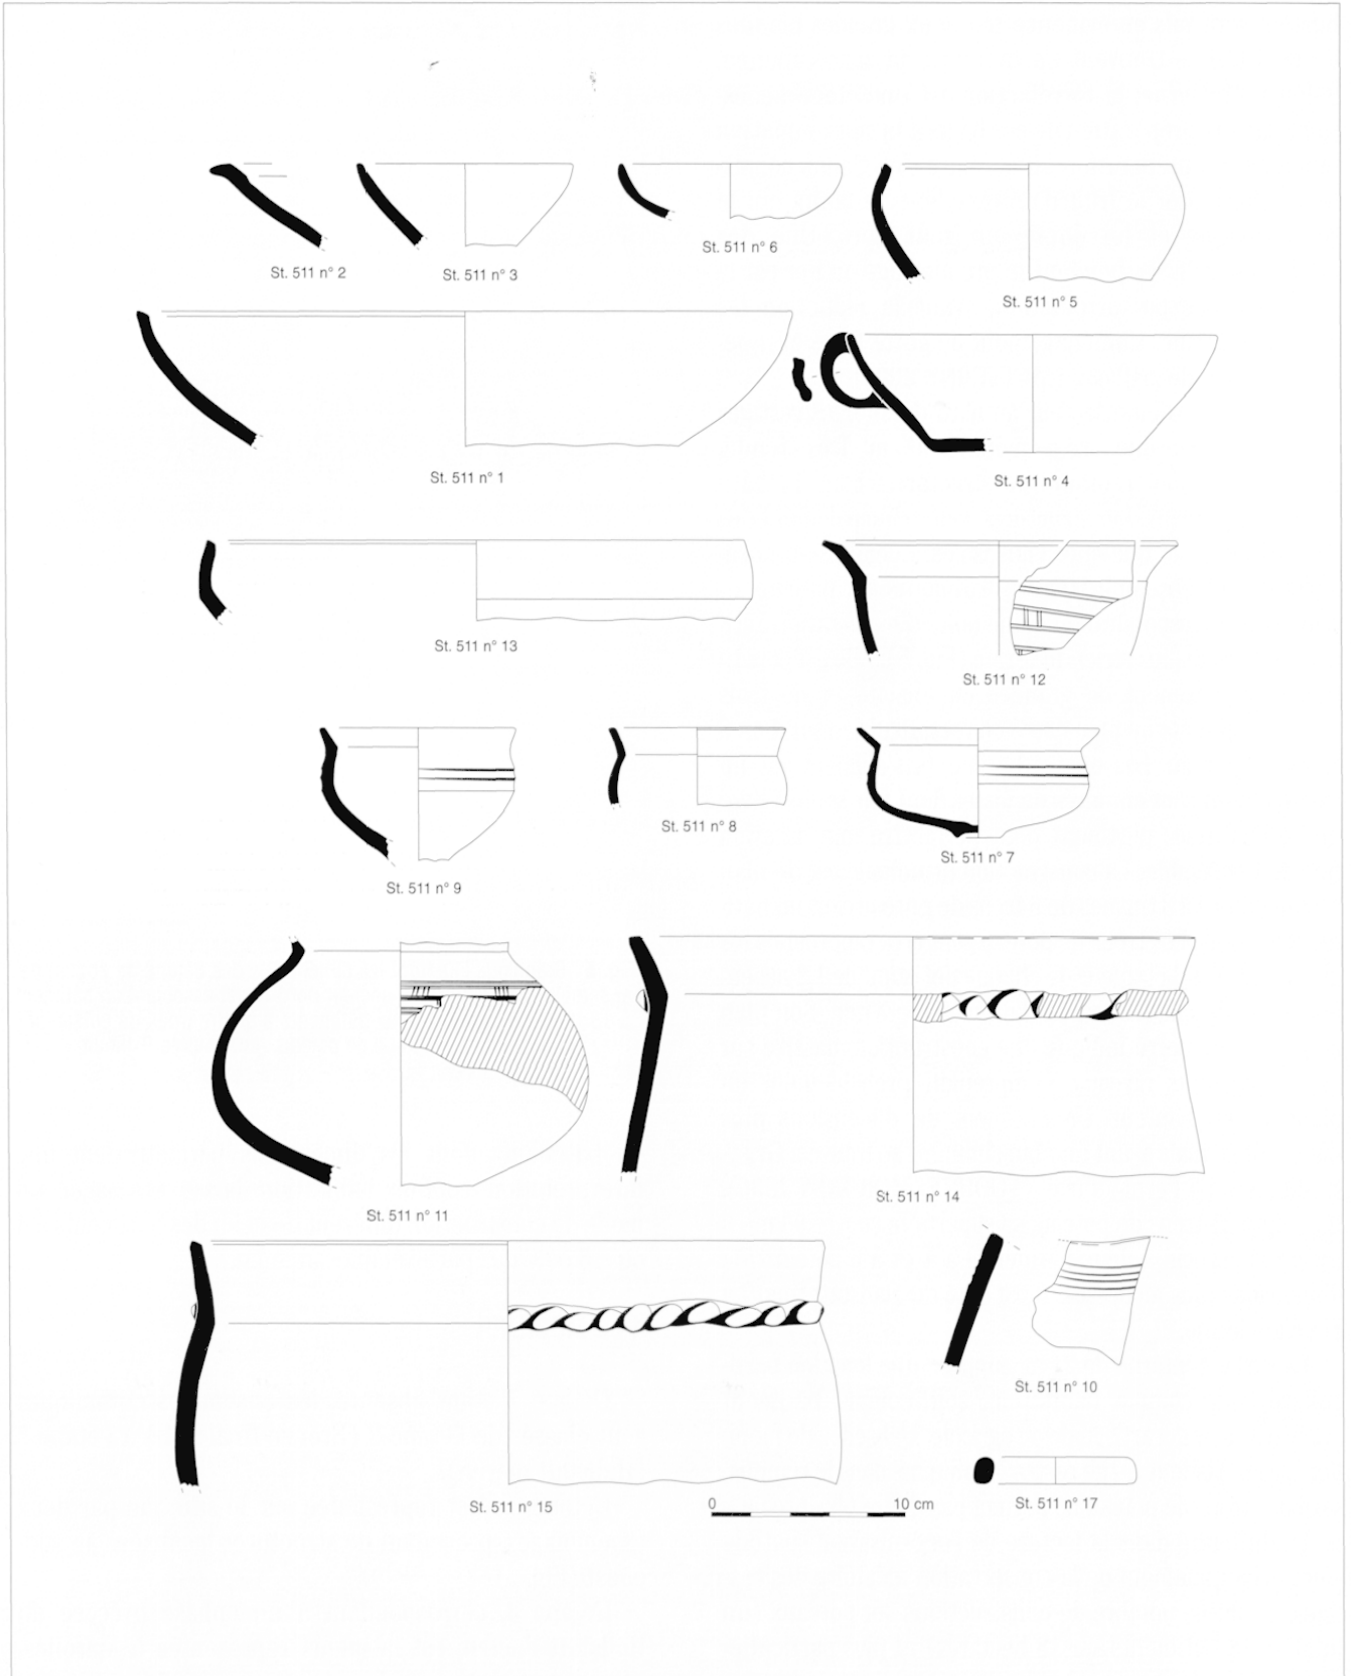 St. 511 n° 2
St. 511 n° 3
St. 511 n° 6
St. 511 n° 5
St. 511 n° 1
St. 511 n° 4
St. 511 n° 13
St. 511 n° 12
St. 511 n° 9
St. 511 n° 8
St. 511 n° 7
St. 511 n° 11
St. 511 n° 14
St. 511 n° 15
St. 511 n° 10
0 10 cm
St. 511 n° 17